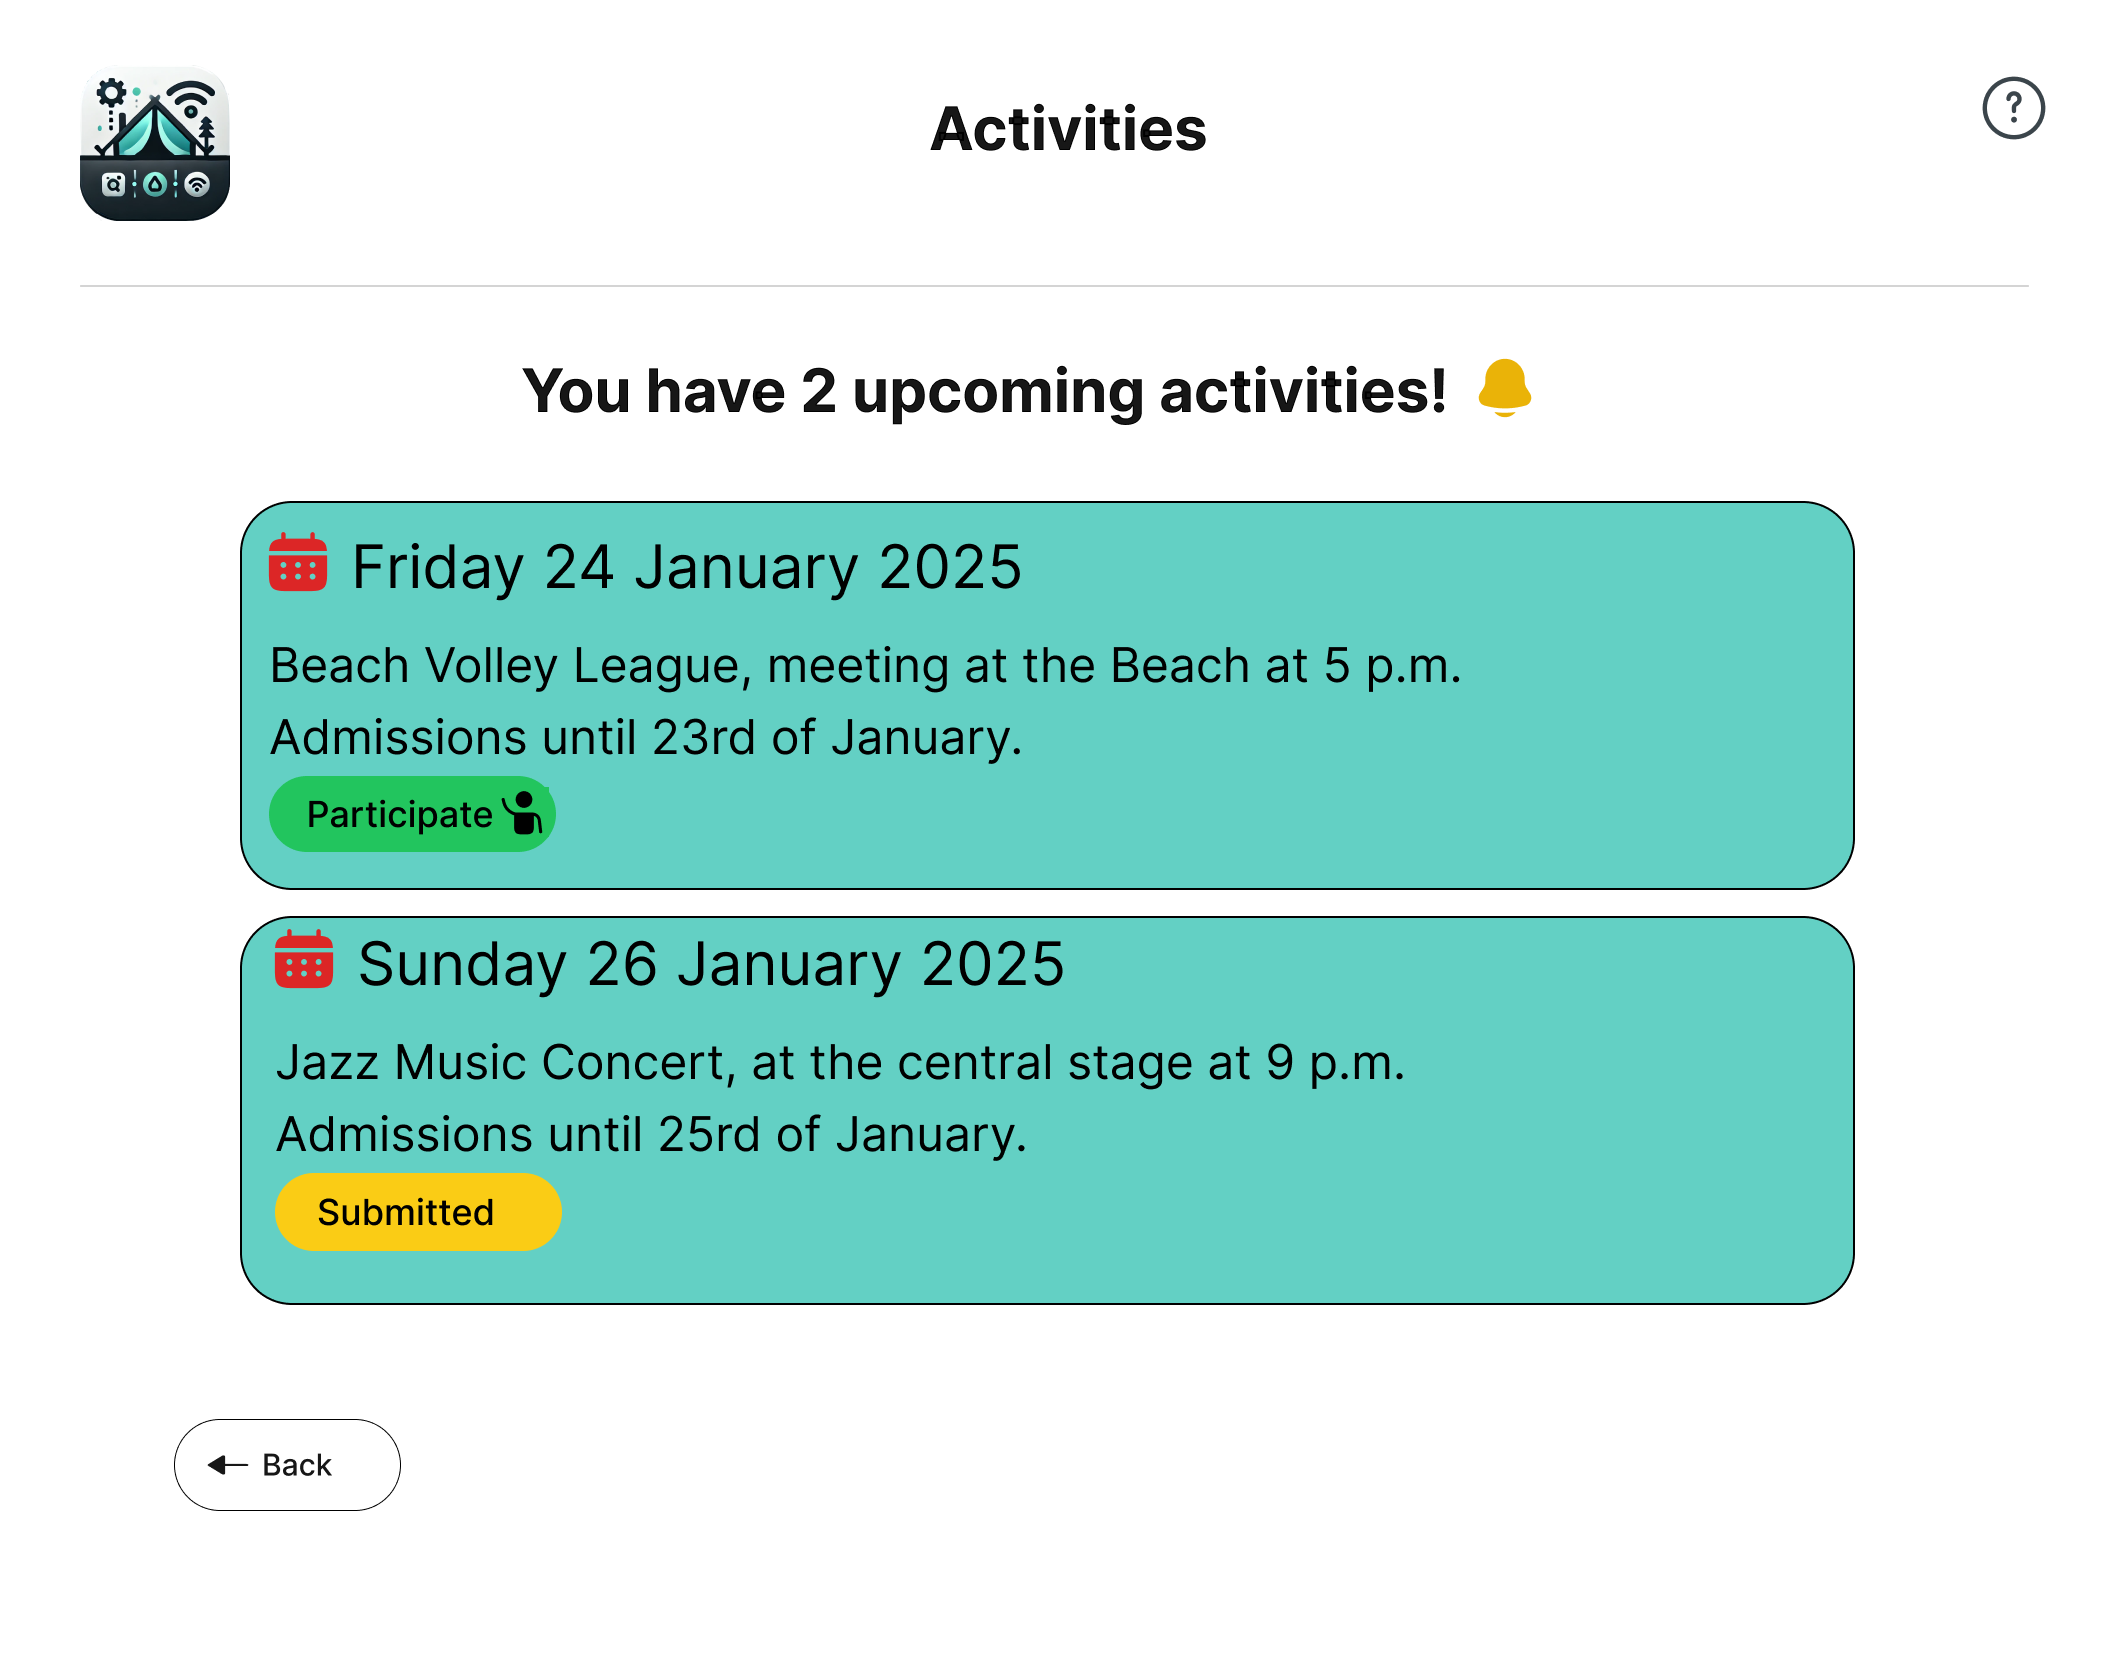 Activities
You have 2 upcoming activities!
Friday 24 January 2025
Beach Volley League, meeting at the Beach at 5 p.m.
Admissions until 23rd of January.
Participate
Sunday 26 January 2025
Jazz Music Concert, at the central stage at 9 p.m.
Admissions until 25rd of January.
Submitted
Back